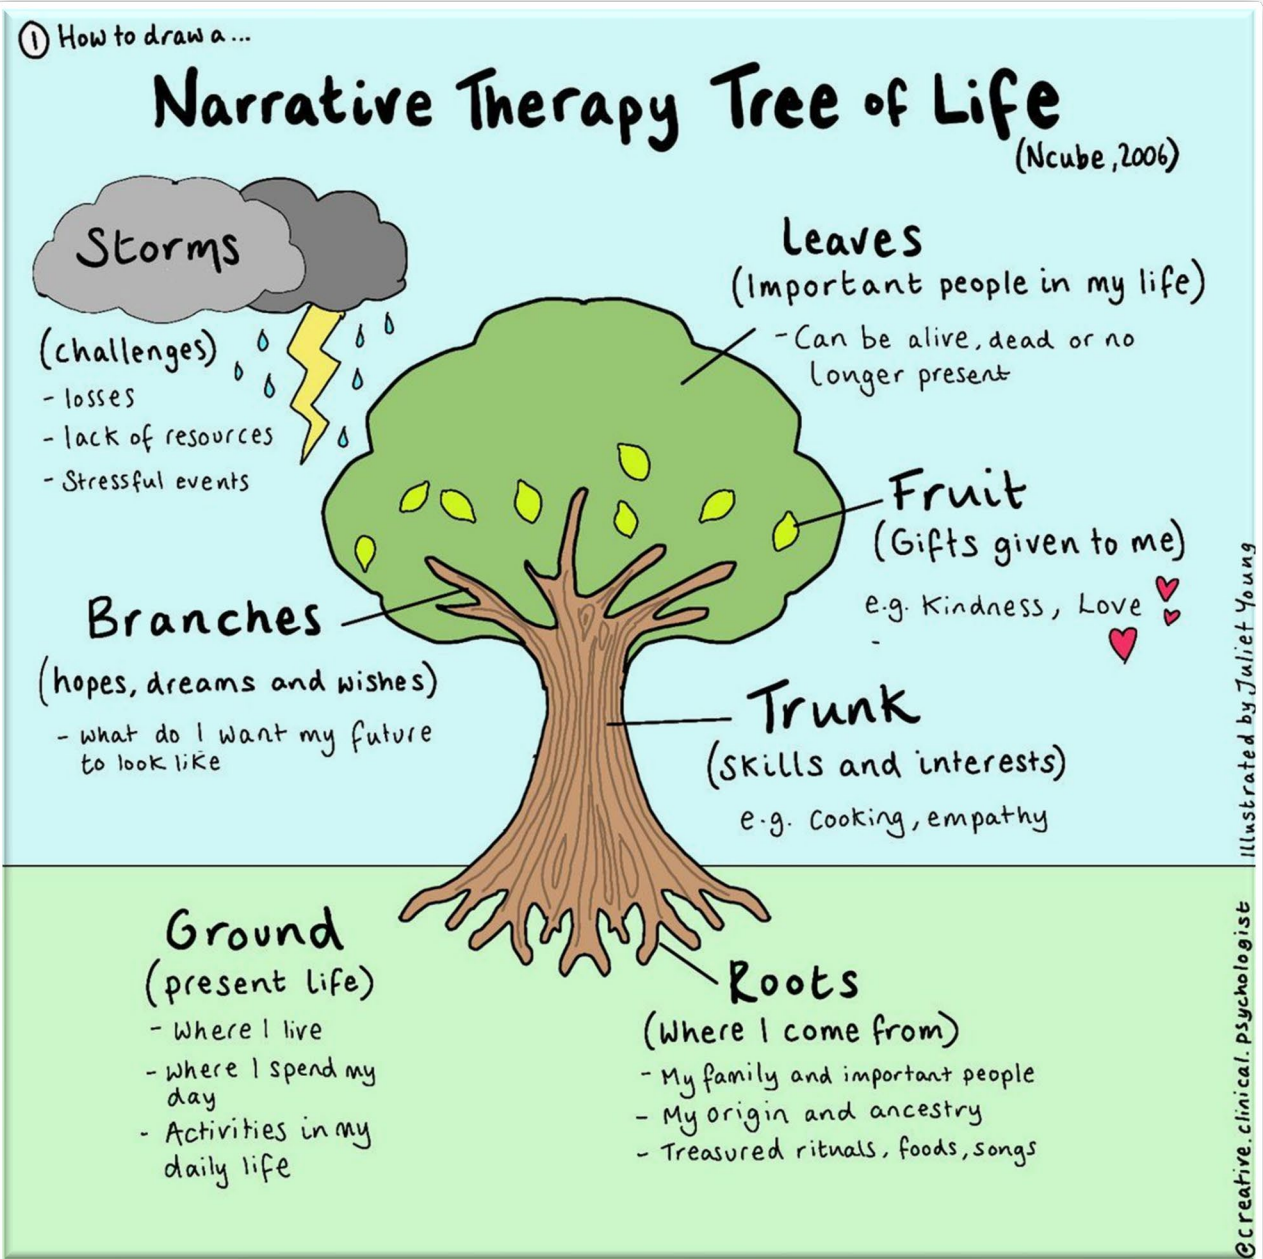 1 How to draw a...
Narrative Therapy Tree of Life
(Ncube, 2006)
Storms
(challenges)
- losses
- lack of resources
- Stressful events
Leaves
(Important people in my life)
- Can be alive, dead or no
longer present
Fruit
(Gifts given to me)
e.g. Kindness, Love
-
Branches
(hopes, dreams and wishes)
- what do I want my future
to look like
Trunk
(skills and interests)
e.g. Cooking, empathy
Ground
(present life)
- Where I live
- where I spend my
day
- Activities in my
daily life
Roots
(Where I come from)
- My family and important people
- My origin and ancestry
- Treasured rituals, foods, songs
Illustrated by Juliet Young
@creative.clinical.psychologist